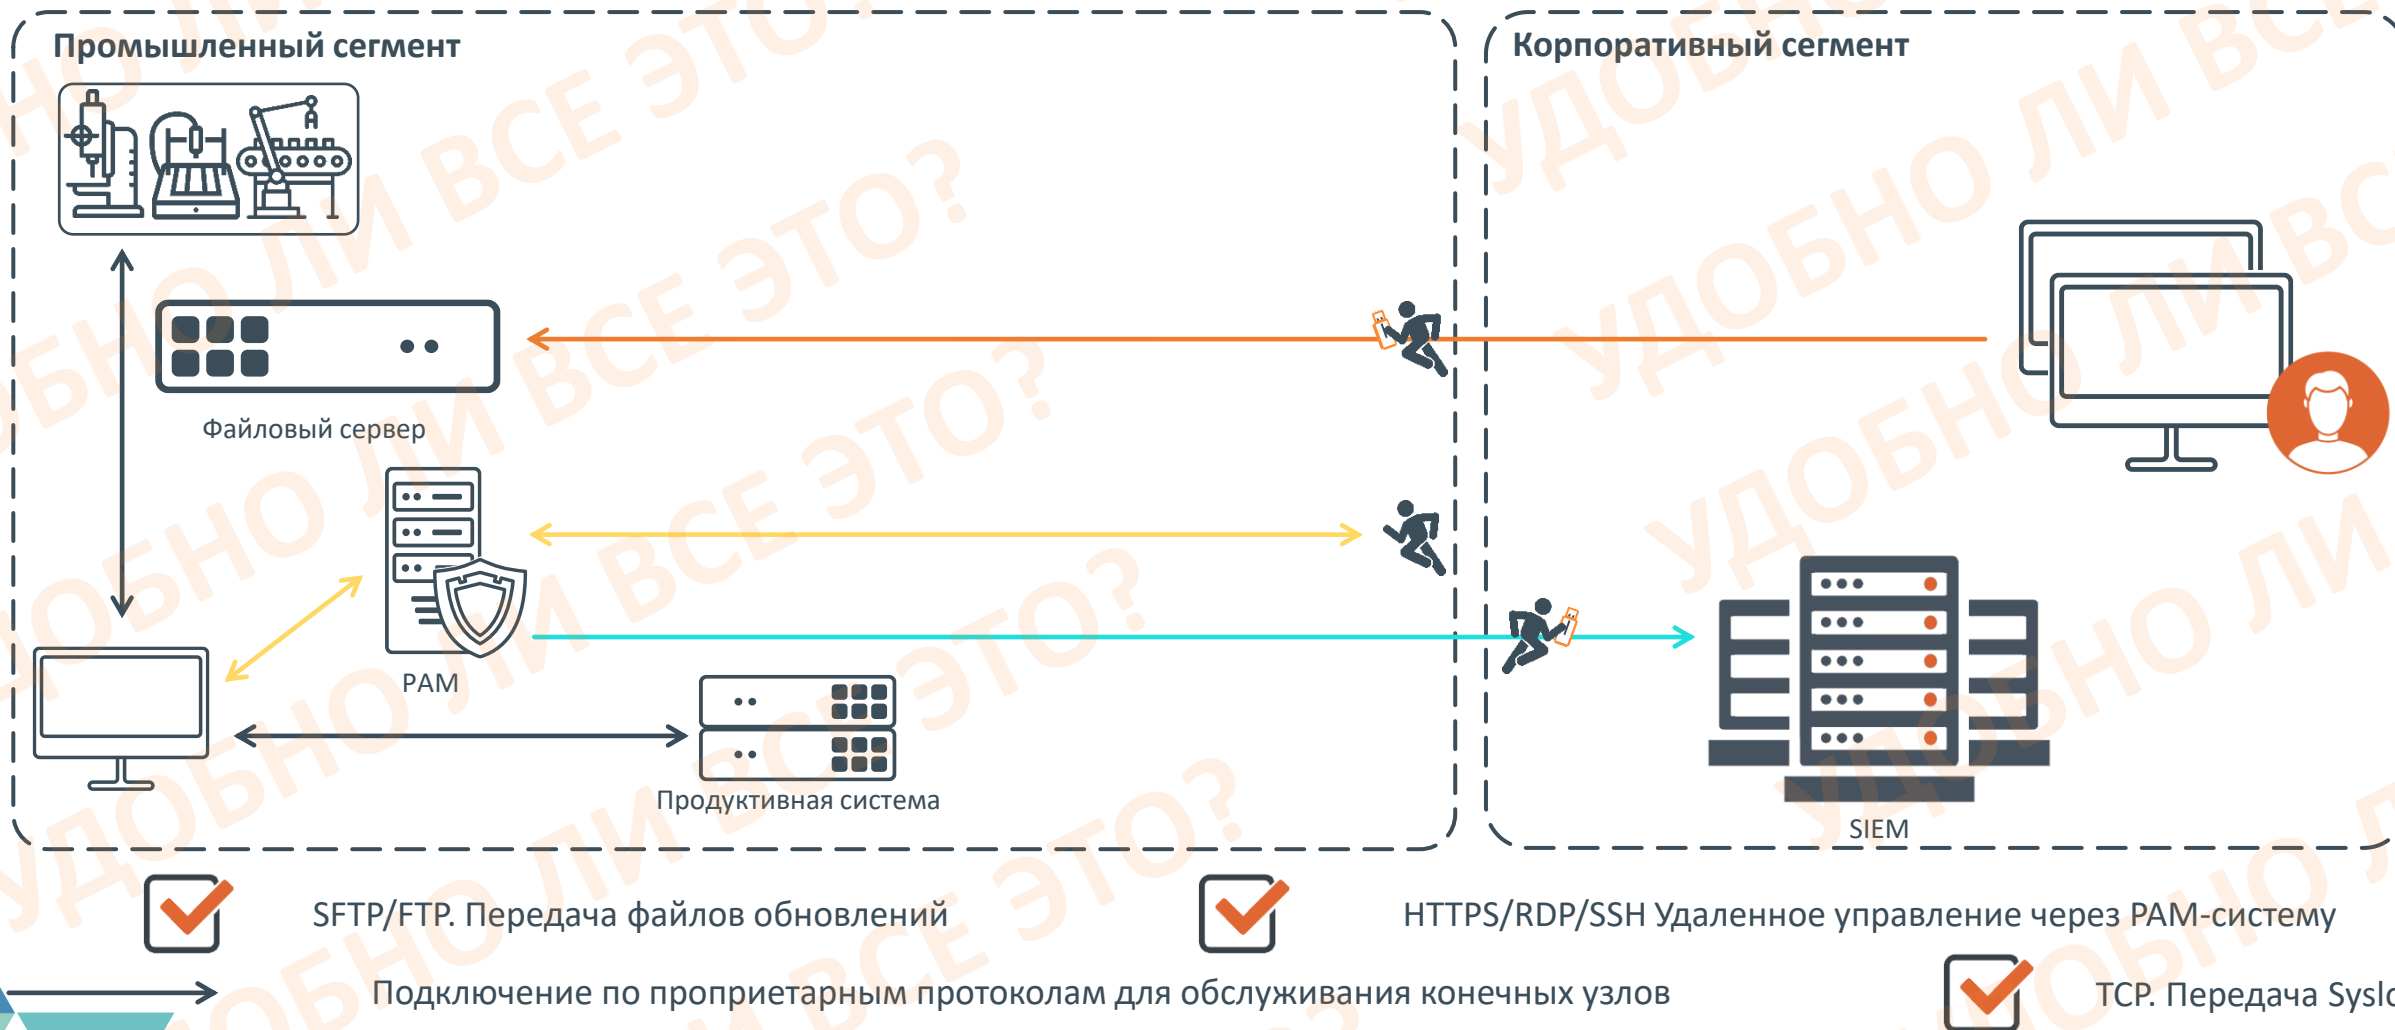 Промышленный сегмент
Корпоративный сегмент
Файловый сервер
PAM
Продуктивная система
SIEM
SFTP/FTP. Передача файлов обновлений
HTTPS/RDP/SSH Удаленное управление через PAM-систему
Подключение по проприетарным протоколам для обслуживания конечных узлов
TCP. Передача Syslo
УДОБНО ЛИ ВСЕ ЭТО?